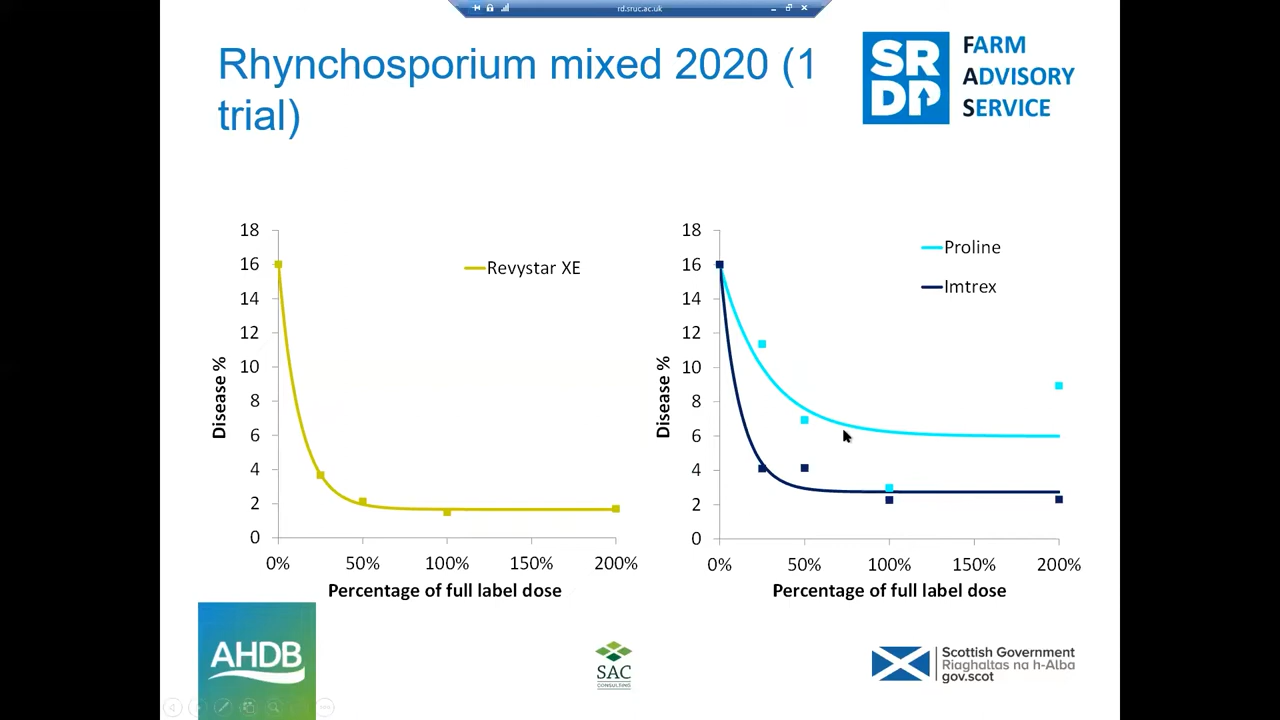 rd.sruc.ac.uk
Rhynchosporium mixed 2020 (1
trial)
SR
DP
FARM
ADVISORY
SERVICE
18
16
14
12
10
8
6
4
2
0
Disease %
Revystar XE
0% 50% 100% 150% 200%
Percentage of full label dose
18
16
14
12
10
8
6
4
2
0
Disease %
Proline
Imtrex
0% 50% 100% 150% 200%
Percentage of full label dose
AHDB
SAC
CONSULTING
Scottish Government
Riaghaltas na h-Alba
gov.scot